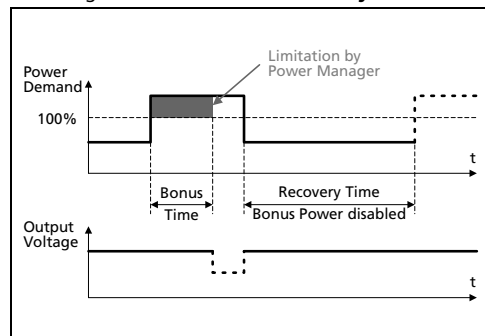 Limitation by
Power Manager
Power
Demand
100%
t
Bonus
Time
Recovery Time
Bonus Power disabled
Output
Voltage
t